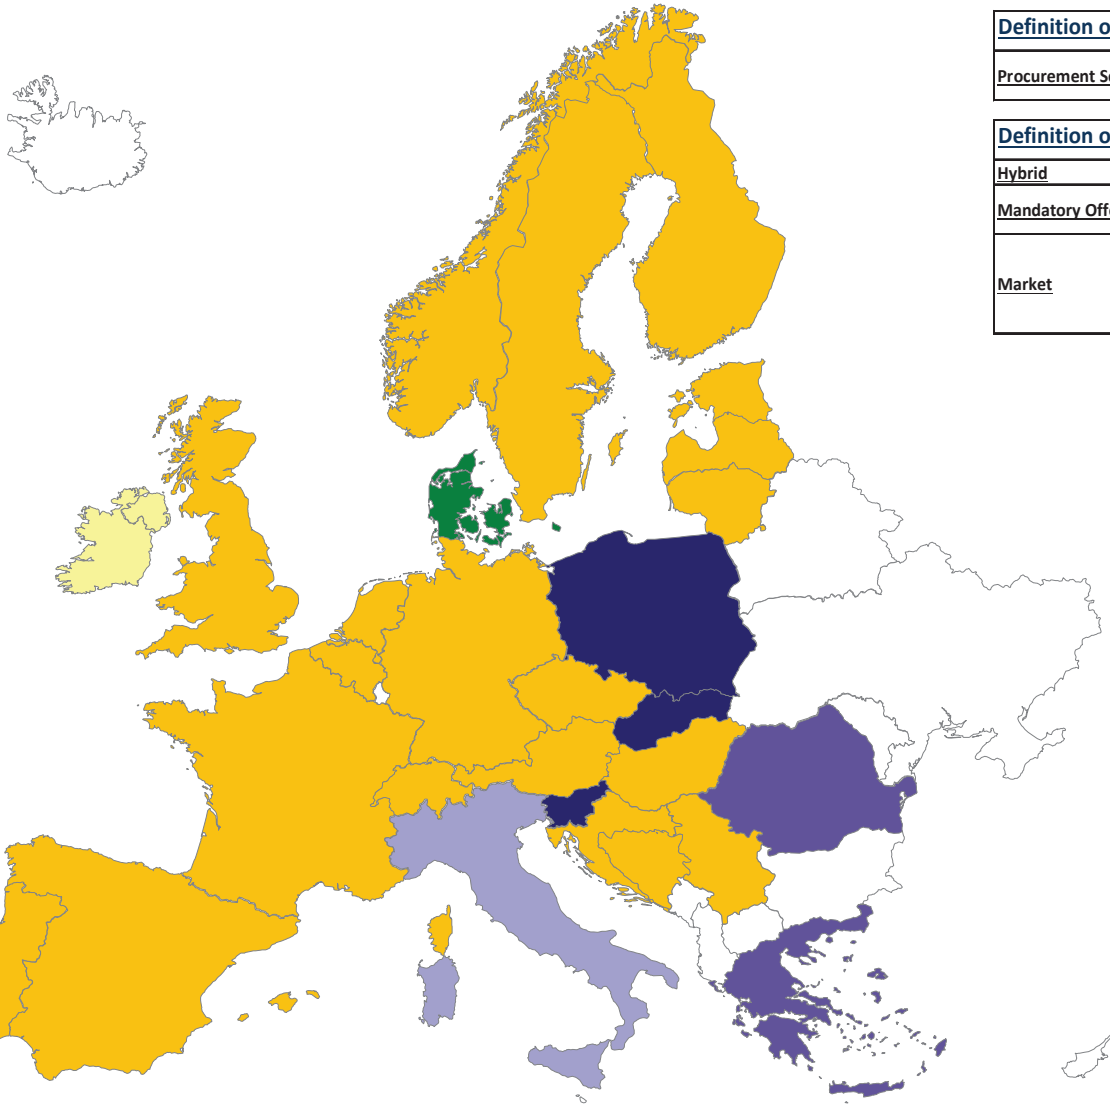 Definition o
Procurement S
Definition o
Hybrid
Mandatory Off
Market